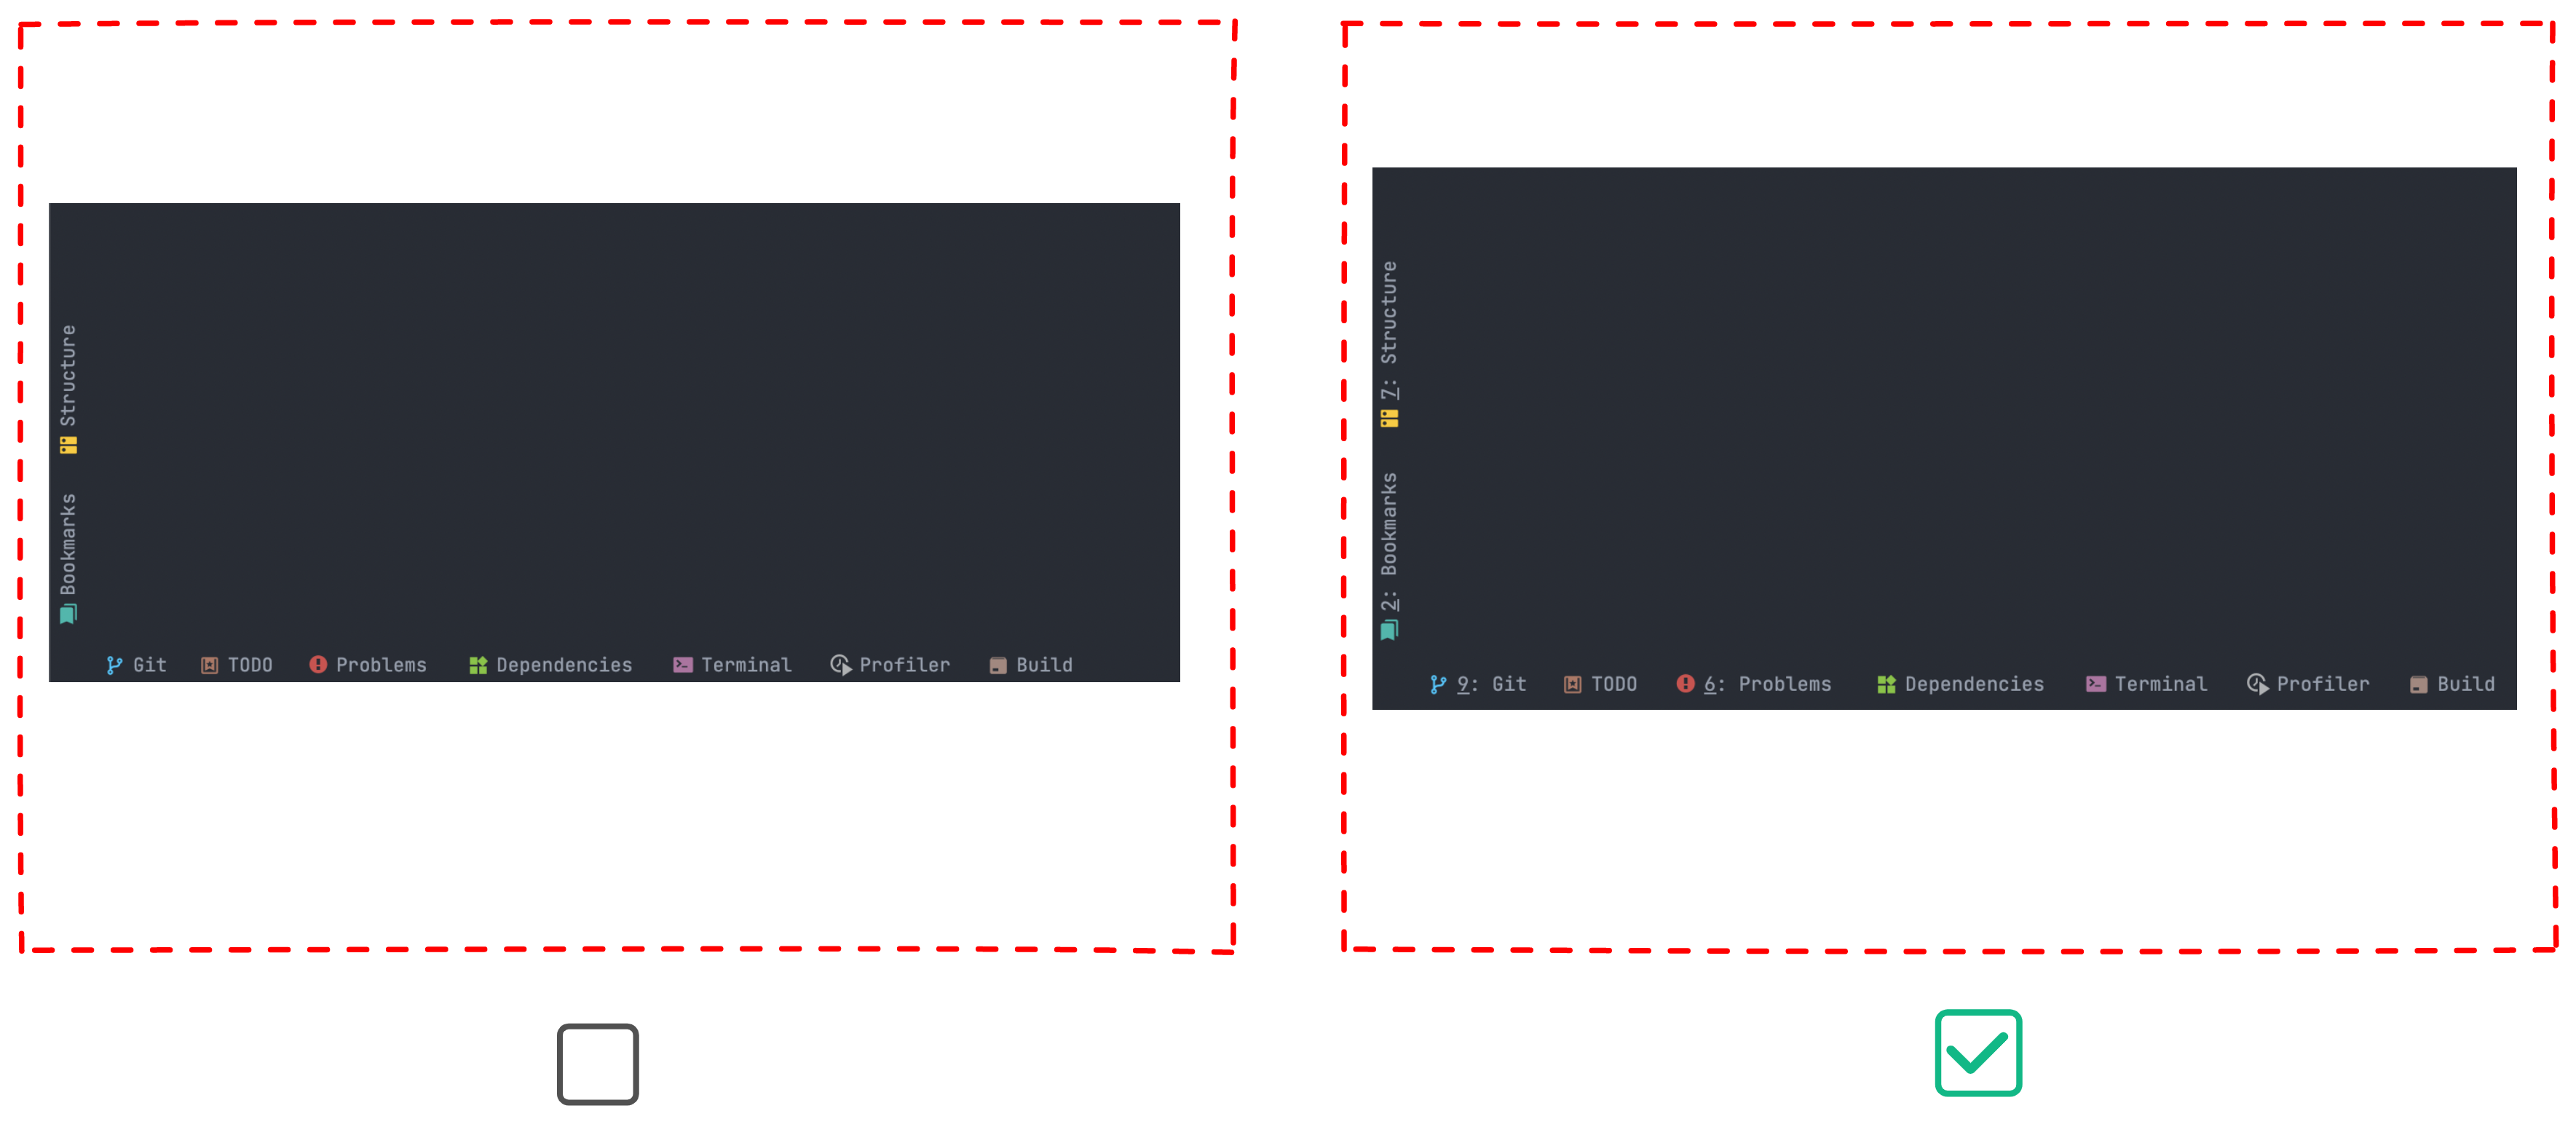 Structure
Bookmarks
Git TODO Problems Dependencies Terminal Profiler Build
7: Structure
2: Bookmarks
9: Git TODO 6: Problems Dependencies Terminal Profiler Build